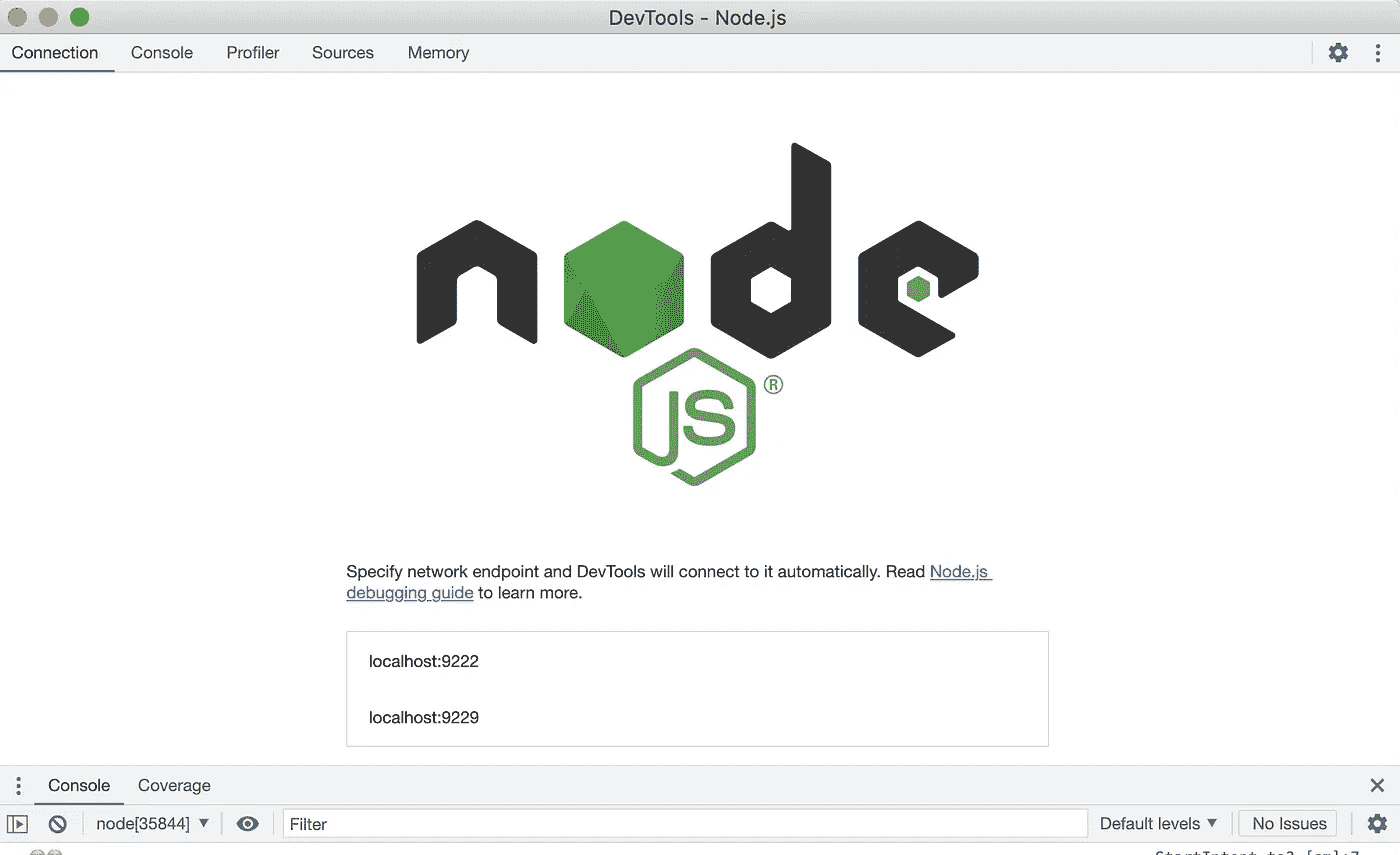 DevTools - Node.js
Connection Console Profiler Sources Memory
node
JS ®
Specify network endpoint and DevTools will connect to it automatically. Read Node.js
debugging guide to learn more.
localhost:9222
localhost:9229
Console Coverage
node[35844] ▼ Filter Default levels ▼ No Issues